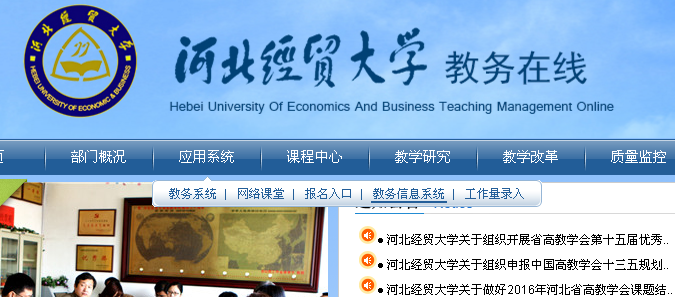 河北經貿大学
HEBEI UNIVERSITY OF ECONOMIC & BUSINESS
河北經貿大学 教务在线
Hebei University Of Economics And Business Teaching Management Online
部门概况 应用系统 课程中心 教学研究 教学改革 质量监控
教务系统 | 网络课堂 | 报名入口 | 教务信息系统 | 工作量录入
河北经贸大学关于组织开展省高教学会第十五届优秀..
河北经贸大学关于组织申报中国高教学会十三五规划..
河北经贸大学关于做好2016年河北省高教学会课题结..